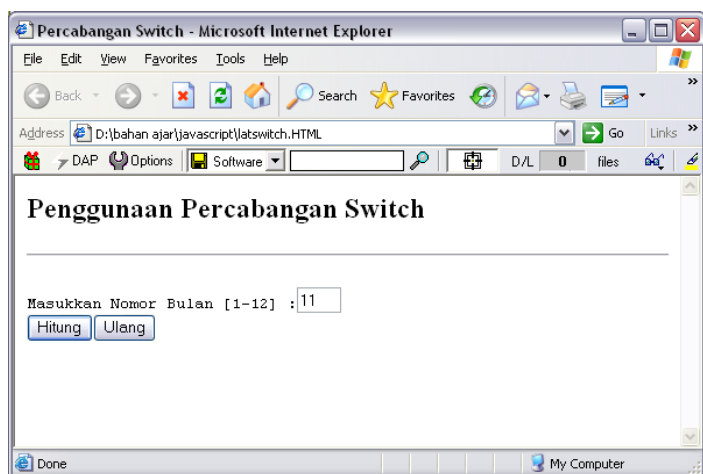 Percabangan Switch - Microsoft Internet Explorer
File Edit View Favorites Tools Help
Back Search Favorites »
Address D:\bahan ajar\javascript\latswitch.HTML Go Links »
DAP Options Software D/L 0 files
Penggunaan Percabangan Switch
Masukkan Nomor Bulan [1-12] :11
Hitung Ulang
Done My Computer